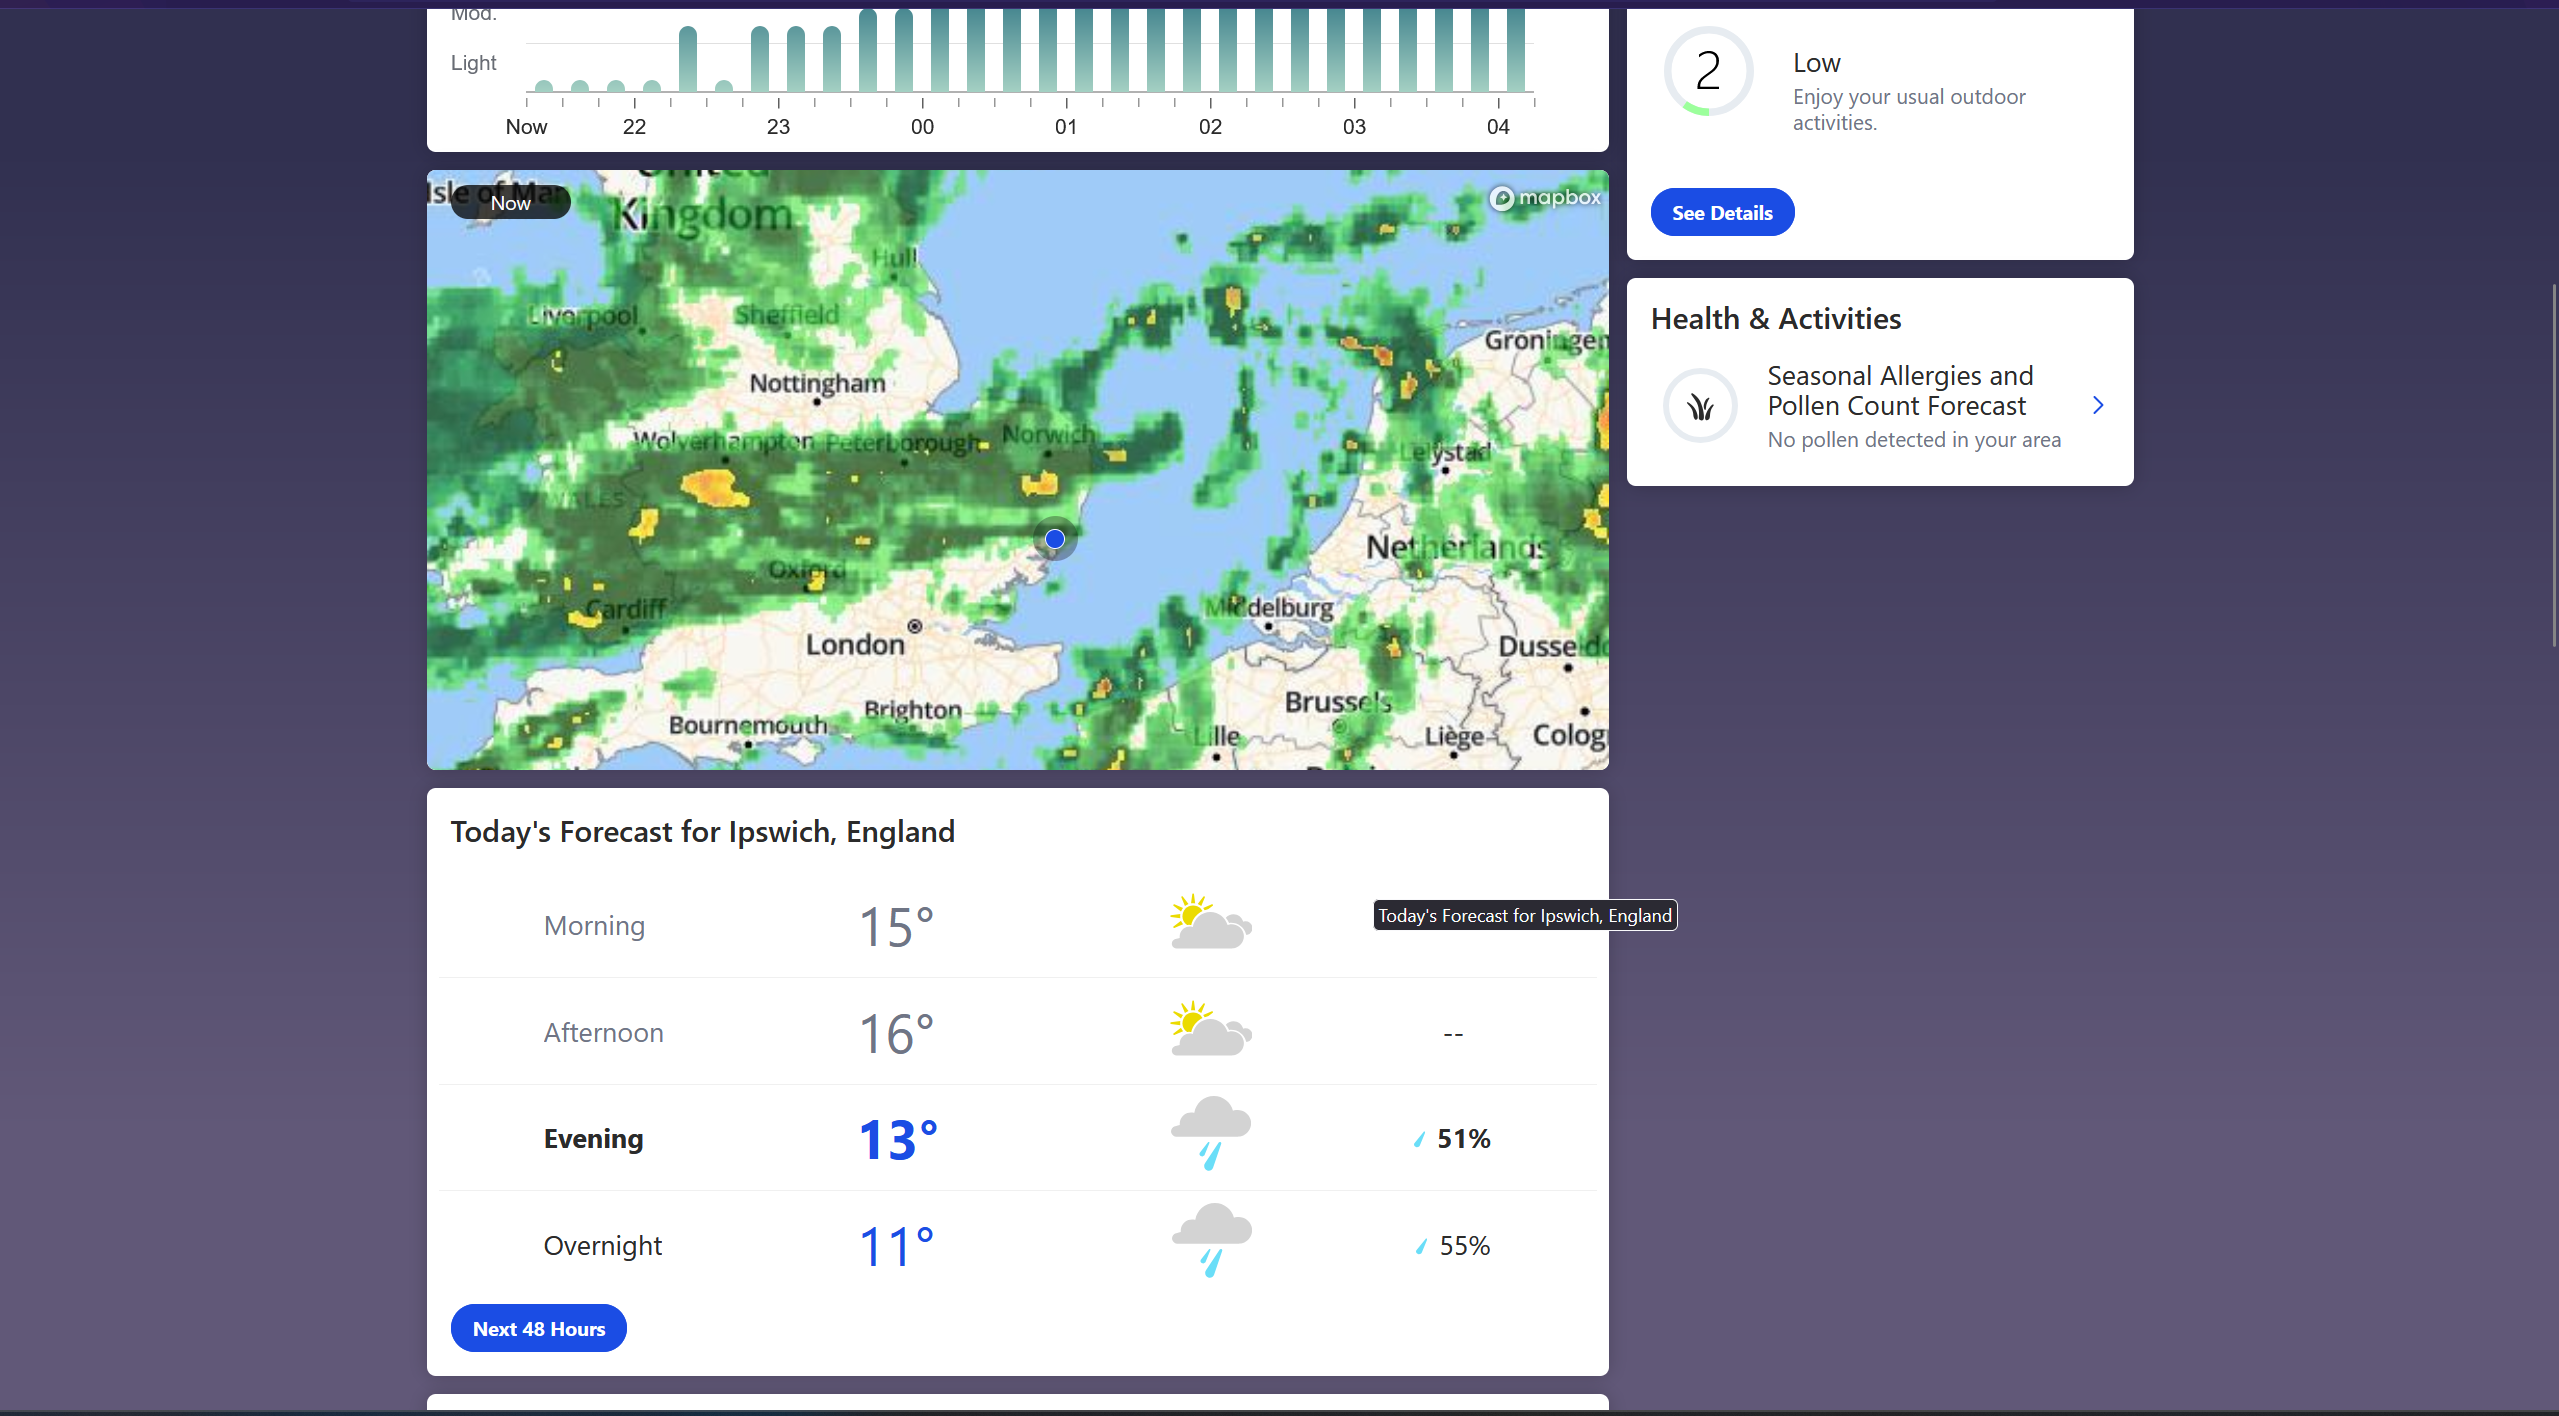 Mod.
Light
Now 22 23 00 01 02 03 04
2
Low
Enjoy your usual outdoor
activities.
See Details
Isle of Man
Now
United
Kingdom
mapbox
Hull
Liverpool
Sheffield
Groningen
Nottingham
Wolverhampton
Peterborough
Norwich
Lelystad
WALES
Netherlands
Oxford
Cardiff
Middelburg
London
Dusseldo
Brussels
Brighton
Bournemouth
Lille
Liège
Colog
Health & Activities
Seasonal Allergies and
Pollen Count Forecast
No pollen detected in your area
Today's Forecast for Ipswich, England
Morning 15°
Today's Forecast for Ipswich, England
Afternoon 16° --
Evening 13° 51%
Overnight 11° 55%
Next 48 Hours